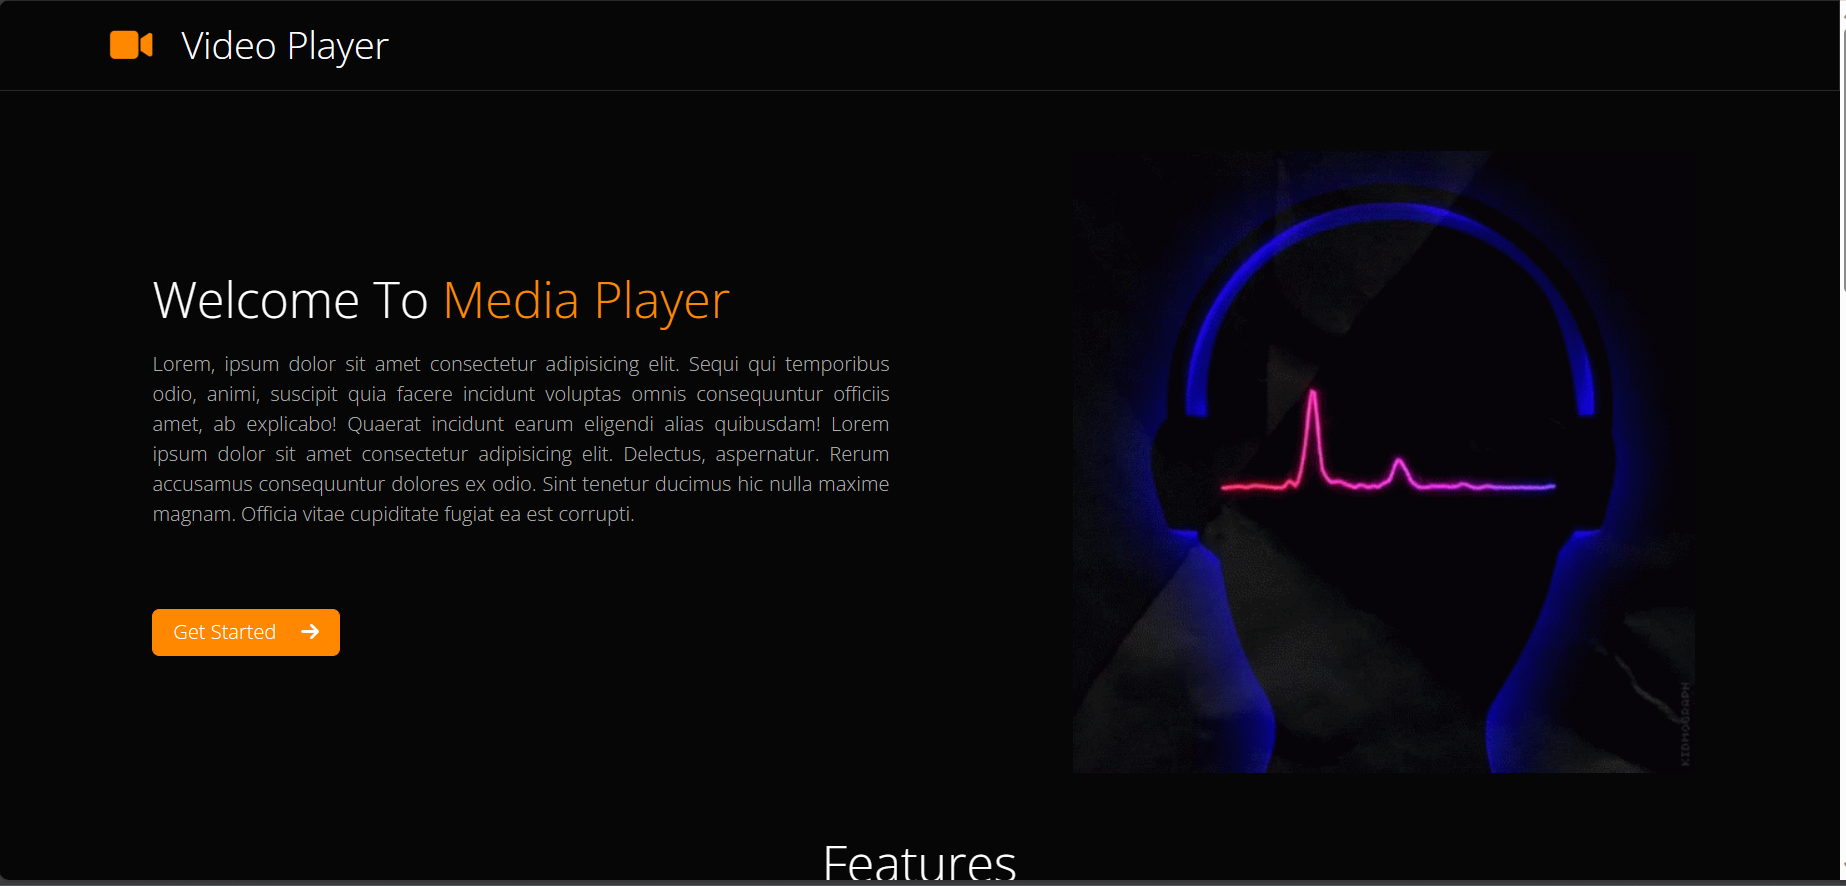 Video Player
Welcome To Media Player
Lorem, ipsum dolor sit amet consectetur adipisicing elit. Sequi qui temporibus
odio, animi, suscipit quia facere incidunt voluptas omnis consequuntur officiis
amet, ab explicabo! Quaerat incidunt earum eligendi alias quibusdam! Lorem
ipsum dolor sit amet consectetur adipisicing elit. Delectus, aspernatur. Rerum
accusamus consequuntur dolores ex odio. Sint tenetur ducimus hic nulla maxime
magnam. Officia vitae cupiditate fugiat ea est corrupti.
Get Started
KIDMOGRAPH
Features